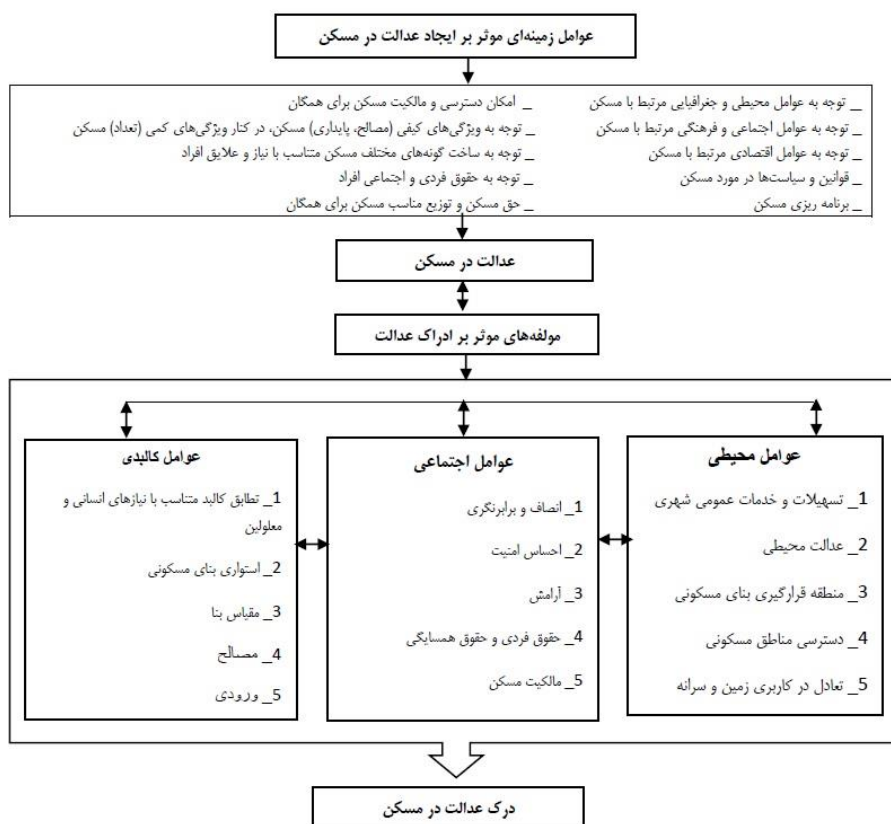 عوامل زمینه‌ای موثر بر ایجاد عدالت در مسکن
_ توجه به عوامل محیطی و جغرافیایی مرتبط با مسکن
_ توجه به عوامل اجتماعی و فرهنگی مرتبط با مسکن
_ توجه به عوامل اقتصادی مرتبط با مسکن
_ قوانین و سیاست‌ها در مورد مسکن
_ برنامه ریزی مسکن
_ امکان دسترسی و مالکیت مسکن برای همگان
_ توجه به ویژگی‌های کیفی (مصالح، پایداری) مسکن، در کنار ویژگی‌های کمی (تعداد) مسکن
_ توجه به ساخت گونه‌های مختلف مسکن متناسب با نیاز و علایق افراد
_ توجه به حقوق فردی و اجتماعی افراد
_ حق مسکن و توزیع مناسب مسکن برای همگان
عدالت در مسکن
مولفه‌های موثر بر ادراک عدالت
عوامل محیطی
1_ تسهیلات و خدمات عمومی شهری
2_ عدالت محیطی
3_ منطقه قرارگیری بنای مسکونی
4_ دسترسی مناطق مسکونی
5_ تعادل در کاربری زمین و سرانه
عوامل اجتماعی
1_ انصاف و برابرنگری
2_ احساس امنیت
3_ آرامش
4_ حقوق فردی و حقوق همسایگی
5_ مالکیت مسکن
عوامل کالبدی
1_ تطابق کالبد متناسب با نیازهای انسانی و
معلولین
2_ استواری بنای مسکونی
3_ مقیاس بنا
4_ مصالح
5_ ورودی
درک عدالت در مسکن